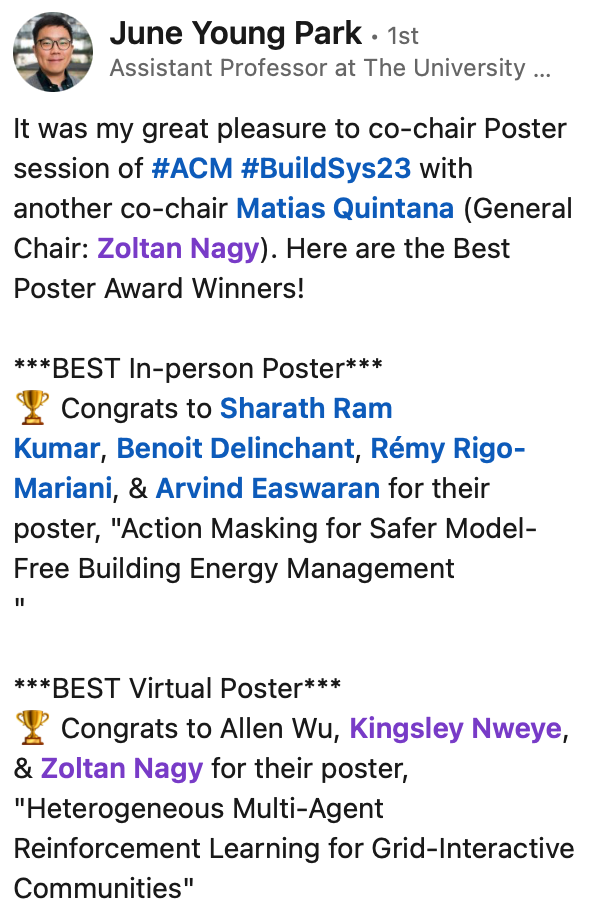 June Young Park • 1st
Assistant Professor at The University ...
It was my great pleasure to co-chair Poster
session of #ACM #BuildSys23 with
another co-chair Matias Quintana (General
Chair: Zoltan Nagy). Here are the Best
Poster Award Winners!
***BEST In-person Poster***
🏆 Congrats to Sharath Ram
Kumar, Benoit Delinchant, Rémy Rigo-
Mariani, & Arvind Easwaran for their
poster, "Action Masking for Safer Model-
Free Building Energy Management
"
***BEST Virtual Poster***
🏆 Congrats to Allen Wu, Kingsley Nweye,
& Zoltan Nagy for their poster,
"Heterogeneous Multi-Agent
Reinforcement Learning for Grid-Interactive
Communities"